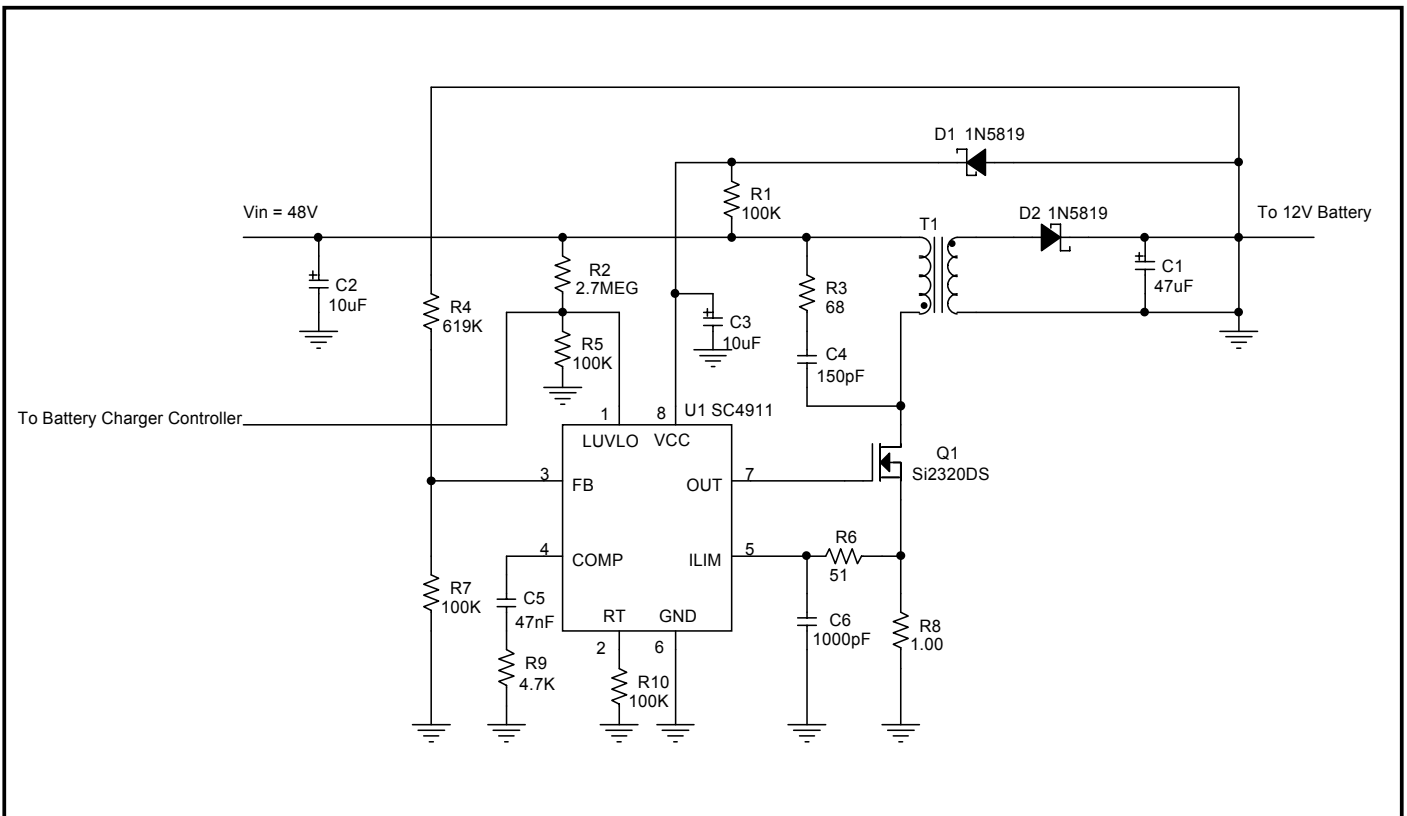 D1 1N5819
R1
100K
Vin = 48V
T1
D2 1N5819
To 12V Battery
+
C2
10uF
R4
619K
R2
2.7MEG
R3
68
+
C1
47uF
+
C3
10uF
R5
100K
C4
150pF
To Battery Charger Controller
1
8
U1 SC4911
LUVLO
VCC
Q1
Si2320DS
3
FB
OUT
7
4
COMP
ILIM
5
R6
51
R7
100K
C5
47nF
RT
GND
C6
1000pF
R8
1.00
2
6
R9
4.7K
R10
100K